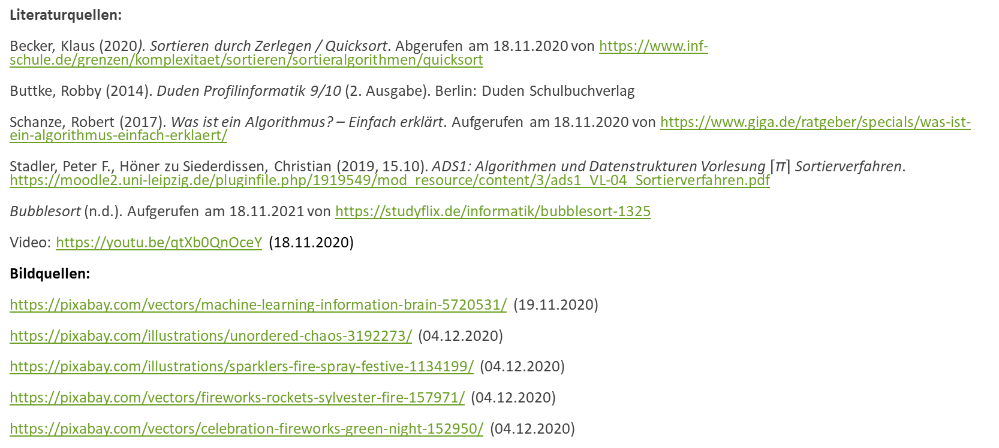 Literaturquellen:
Becker, Klaus (2020). Sortieren durch Zerlegen / Quicksort. Abgerufen am 18.11.2020 von https://www.inf-
schule.de/grenzen/komplexitaet/sortieren/sortieralgorithmen/quicksort
Buttke, Robby (2014). Duden Profilinformatik 9/10 (2. Ausgabe). Berlin: Duden Schulbuchverlag
Schanze, Robert (2017). Was ist ein Algorithmus? – Einfach erklärt. Aufgerufen am 18.11.2020 von https://www.giga.de/ratgeber/specials/was-ist-
ein-algorithmus-einfach-erklaert/
Stadler, Peter F., Höner zu Siederdissen, Christian (2019, 15.10). ADS1: Algorithmen und Datenstrukturen Vorlesung ⌈π⌉ Sortierverfahren.
https://moodle2.uni-leipzig.de/pluginfile.php/1919549/mod_resource/content/3/ads1_VL-04_Sortierverfahren.pdf
Bubblesort (n.d.). Aufgerufen am 18.11.2021 von https://studyflix.de/informatik/bubblesort-1325
Video: https://youtu.be/qtXb0QnOceY (18.11.2020)
Bildquellen:
https://pixabay.com/vectors/machine-learning-information-brain-5720531/ (19.11.2020)
https://pixabay.com/illustrations/unordered-chaos-3192273/ (04.12.2020)
https://pixabay.com/illustrations/sparklers-fire-spray-festive-1134199/ (04.12.2020)
https://pixabay.com/vectors/fireworks-rockets-sylvester-fire-157971/ (04.12.2020)
https://pixabay.com/vectors/celebration-fireworks-green-night-152950/ (04.12.2020)